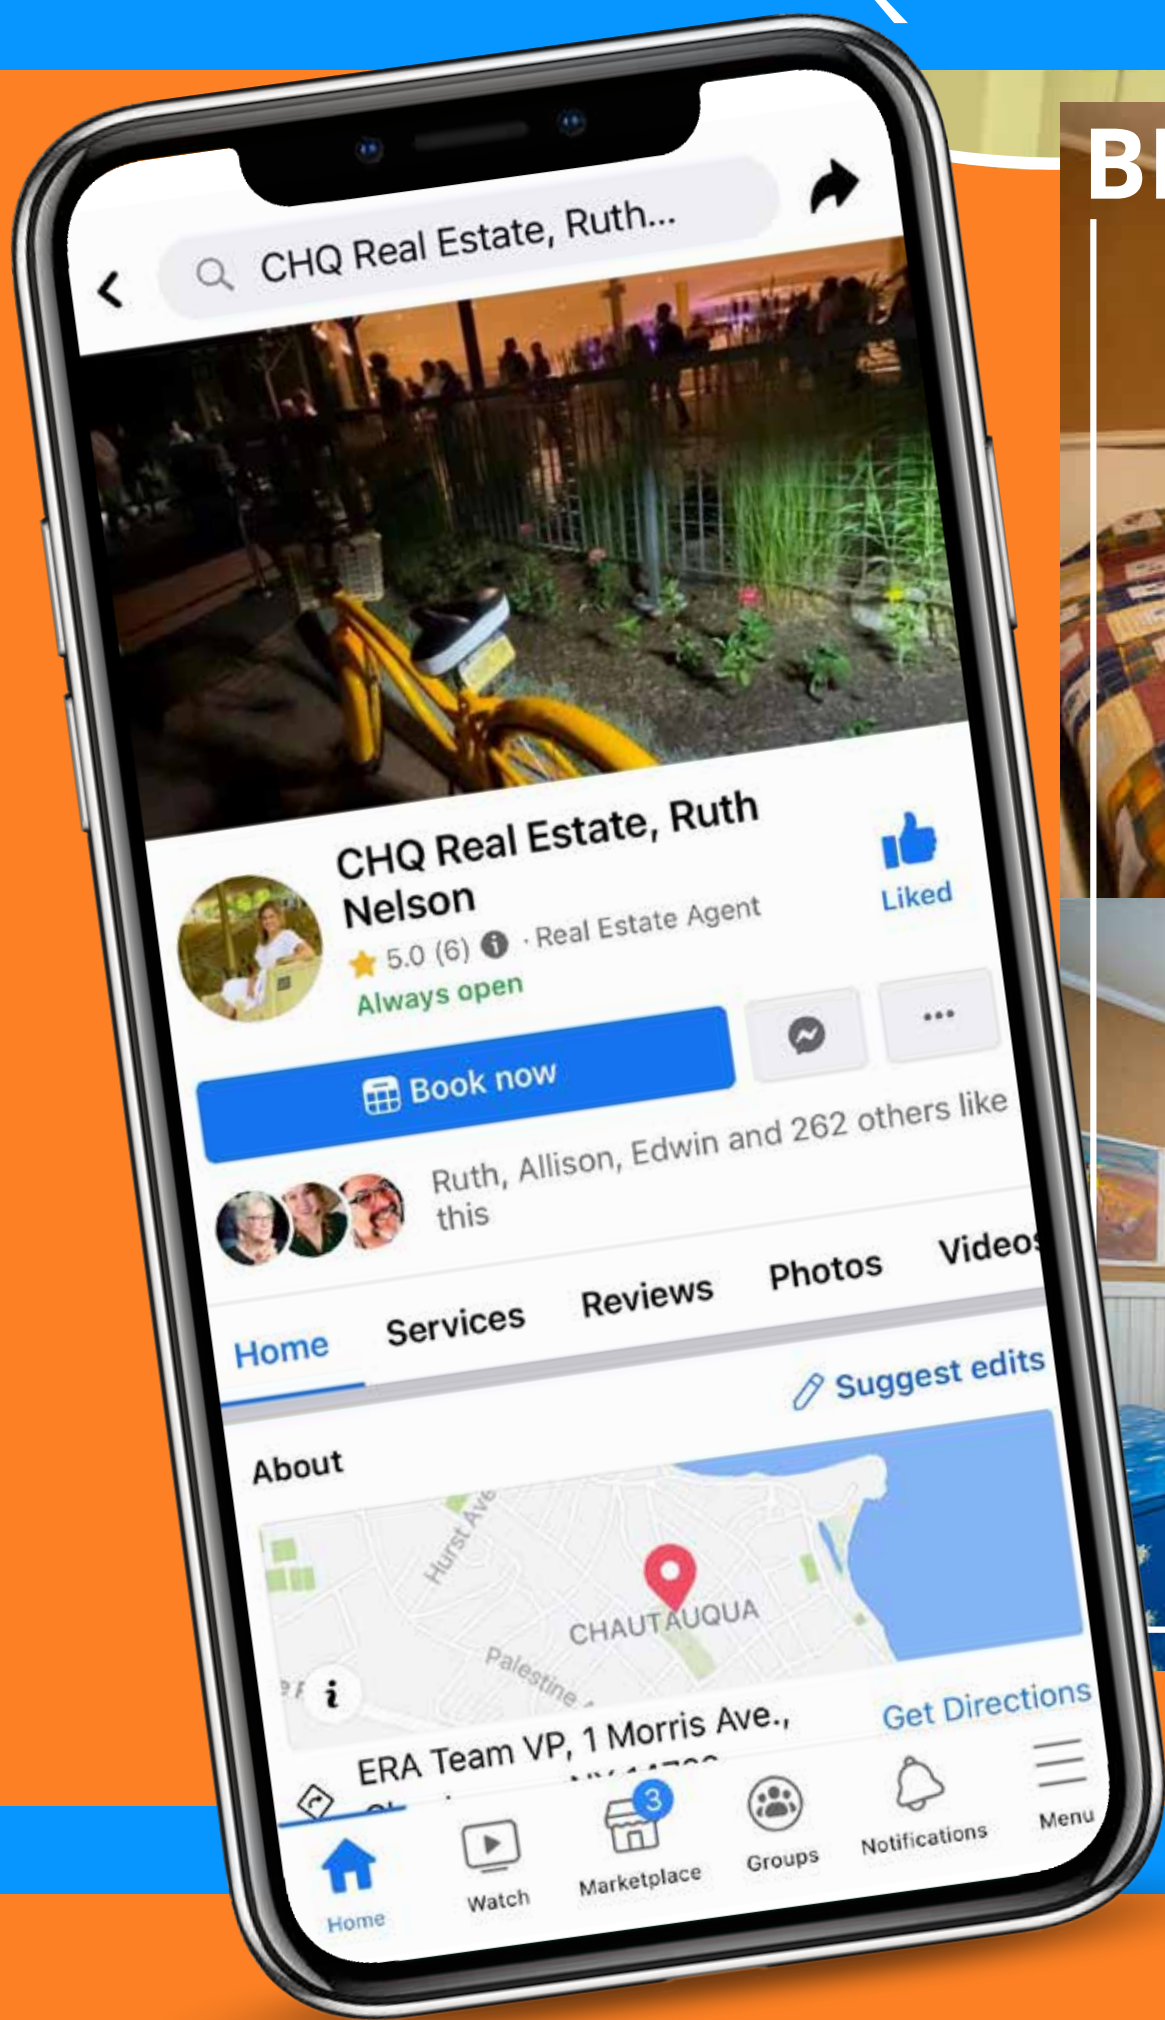 BI
CHQ Real Estate, Ruth...
CHQ Real Estate, Ruth
Nelson
5.0 (6) · Real Estate Agent
Always open
Liked
Book now
Ruth, Allison, Edwin and 262 others like
this
Home Services Reviews Photos Videos
Suggest edits
About
Hurst Ave
CHAUTAUQUA
Palestine
Get Directions
ERA Team VP, 1 Morris Ave.,
3
Home Watch Marketplace Groups Notifications Menu